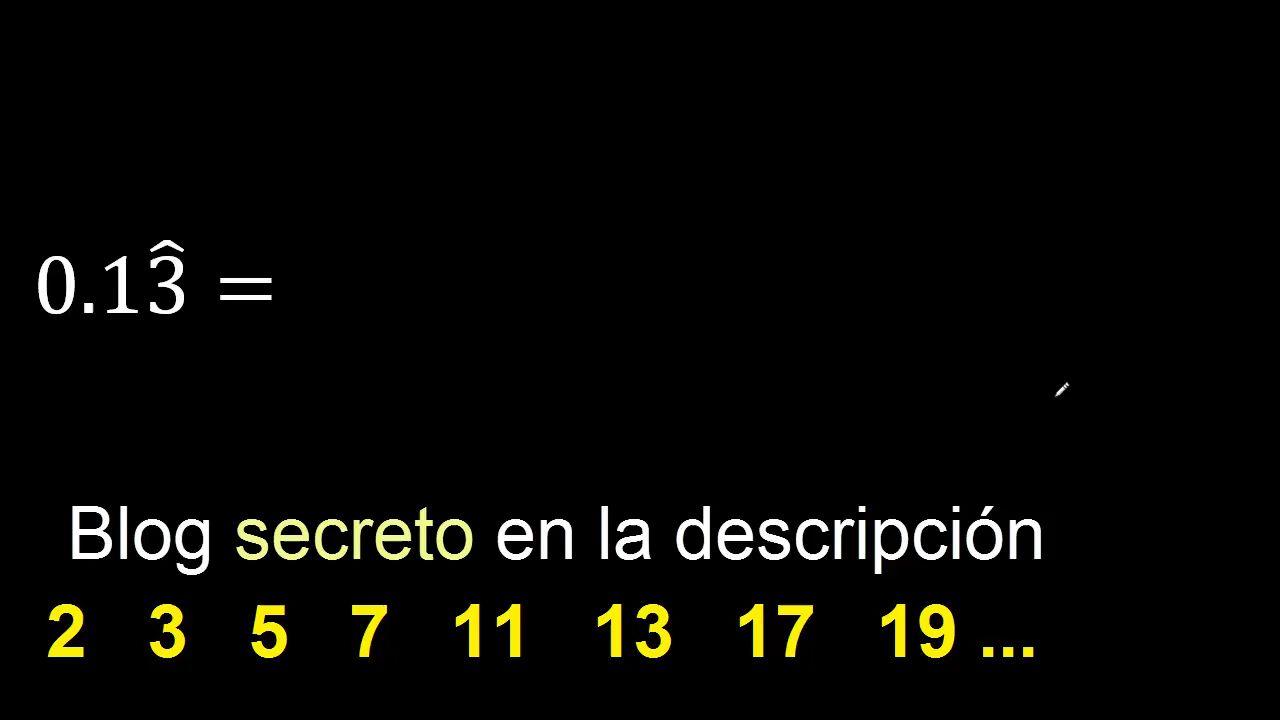 0.13̂ =
Blog secreto en la descripción
2 3 5 7 11 13 17 19 ...